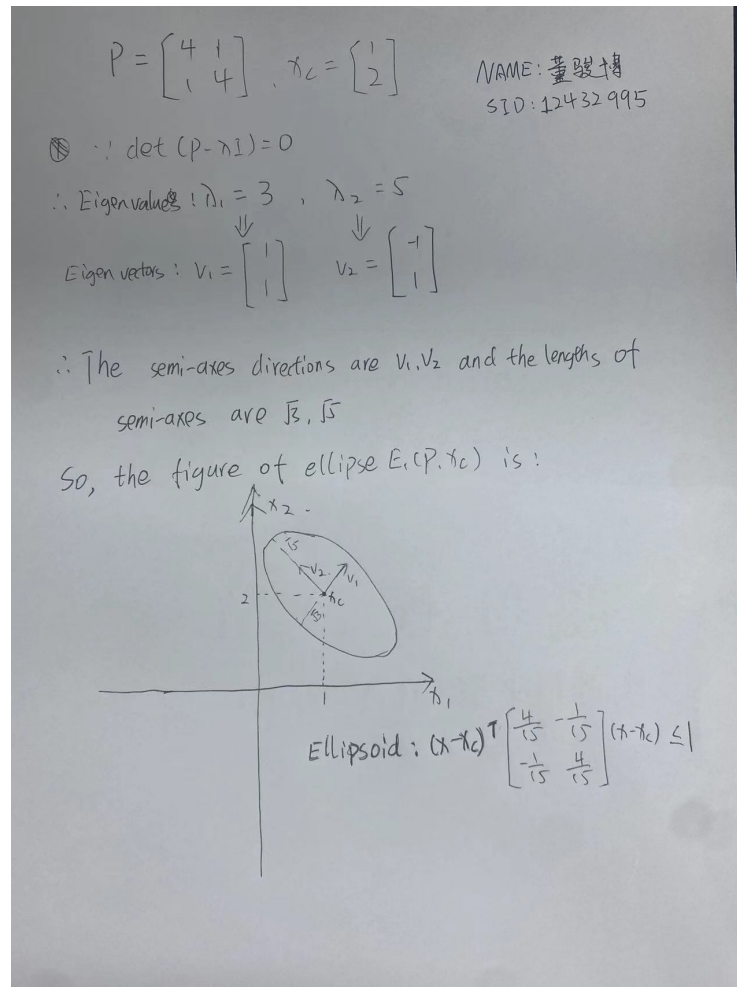 P = [4 1; 1 4], x_c = [1; 2]
NAME: 董骏博
SID: 12432995
∵ det (P-λI)=0
∴ Eigenvalues: λ₁ = 3, λ₂ = 5
⇓ ⇓
Eigen vectors: V₁ = [1; 1] V₂ = [-1; 1]
∴ The semi-axes directions are V₁, V₂ and the lengths of
semi-axes are √3, √5
So, the figure of ellipse E₁(P, x_c) is:
x₂
√5
V₂
V₁
2
x_c
√3
1
x₁
Ellipsoid: (x-x_c)ᵀ [4/15 -1/15; -1/15 4/15] (x-x_c) ≤ 1